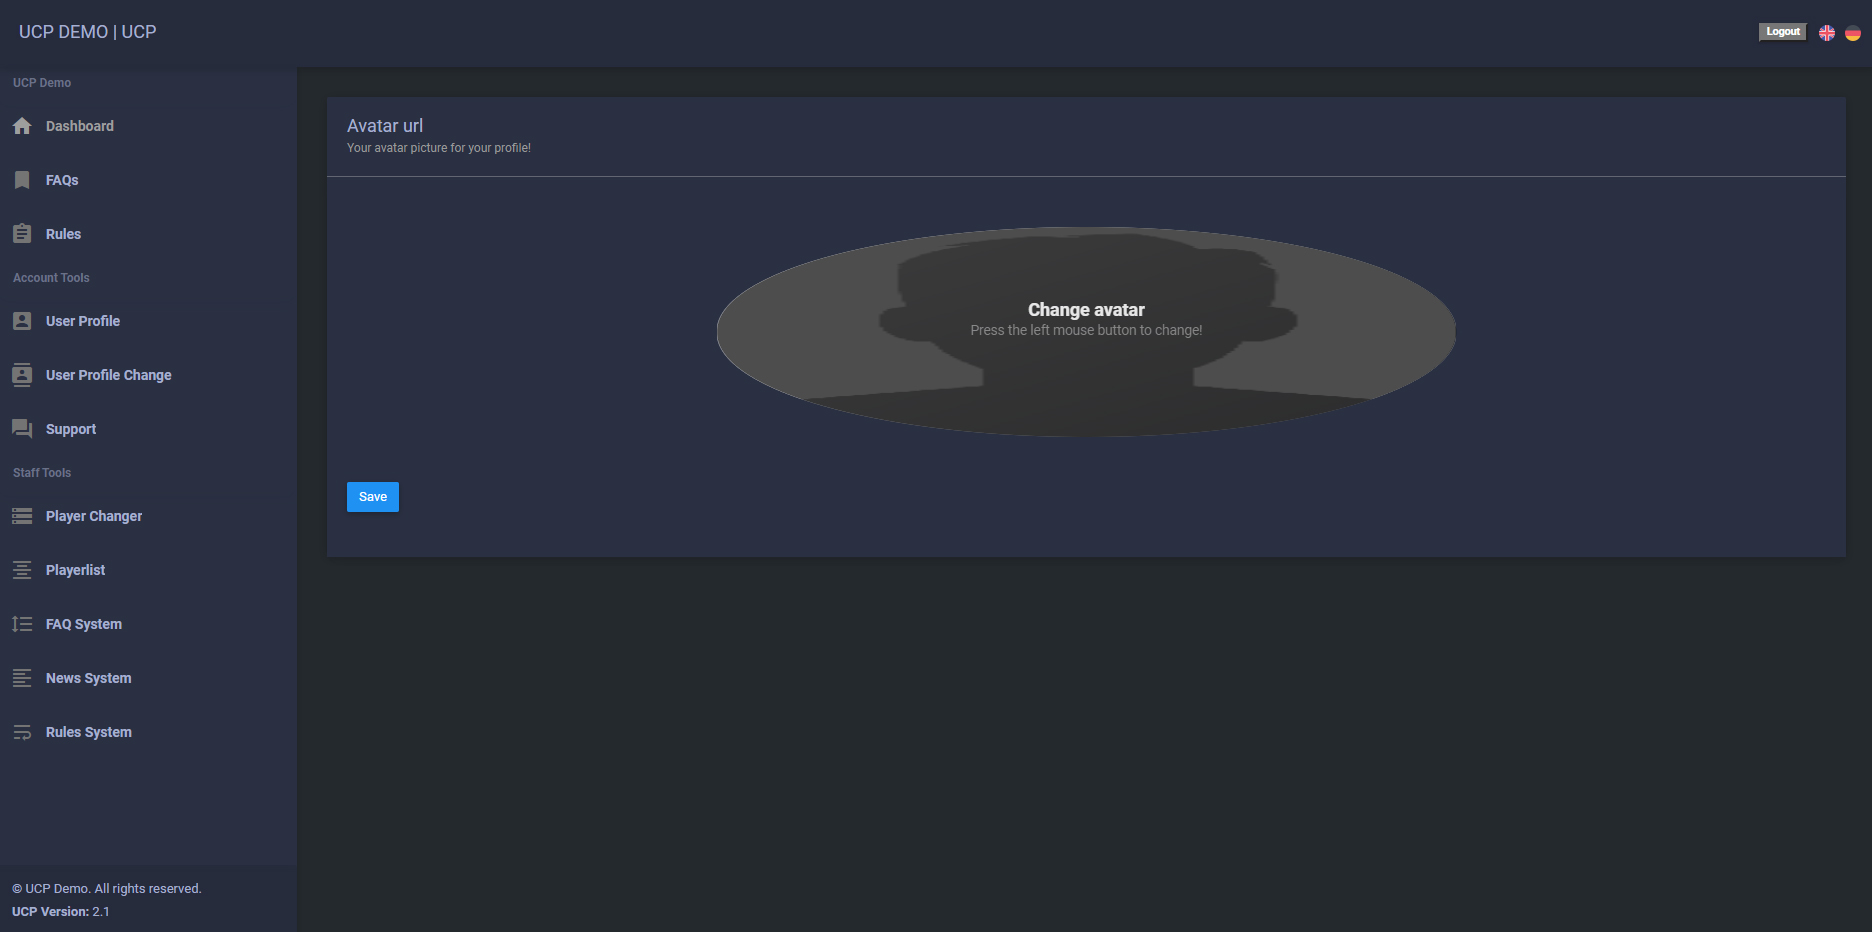 UCP DEMO | UCP
Logout
UCP Demo
Dashboard
FAQs
Rules
Account Tools
User Profile
User Profile Change
Support
Staff Tools
Player Changer
Playerlist
FAQ System
News System
Rules System
© UCP Demo. All rights reserved.
UCP Version: 2.1
Avatar url
Your avatar picture for your profile!
Change avatar
Press the left mouse button to change!
Save